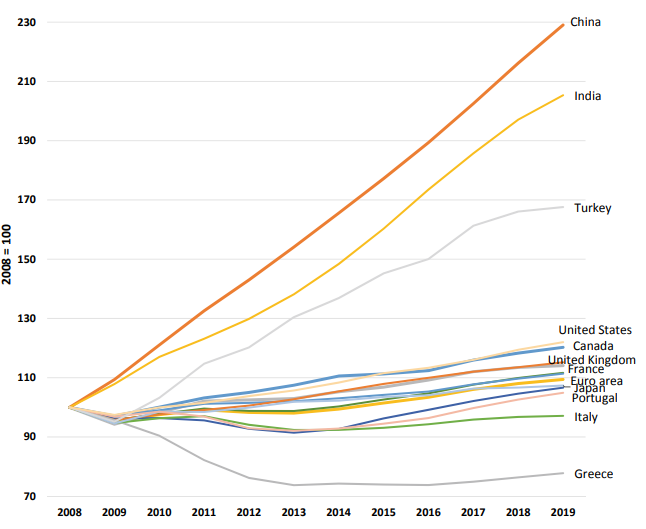 230
210
190
170
150
130
110
90
70
2008 = 100
China
India
Turkey
United States
Canada
United Kingdom
France
Euro area
Japan
Portugal
Italy
Greece
2008 2009 2010 2011 2012 2013 2014 2015 2016 2017 2018 2019